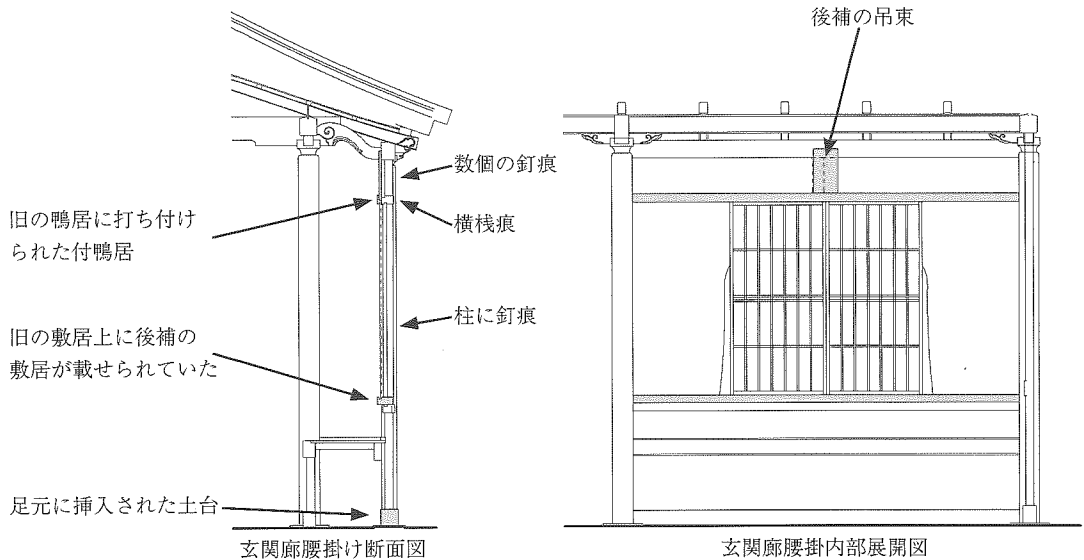 後補の吊束
数個の釘痕
旧の鴨居に打ち付け
られた付鴨居
横桟痕
柱に釘痕
旧の敷居上に後補の
敷居が載せられていた
足元に挿入された土台
玄関廊腰掛け断面図
玄関廊腰掛内部展開図